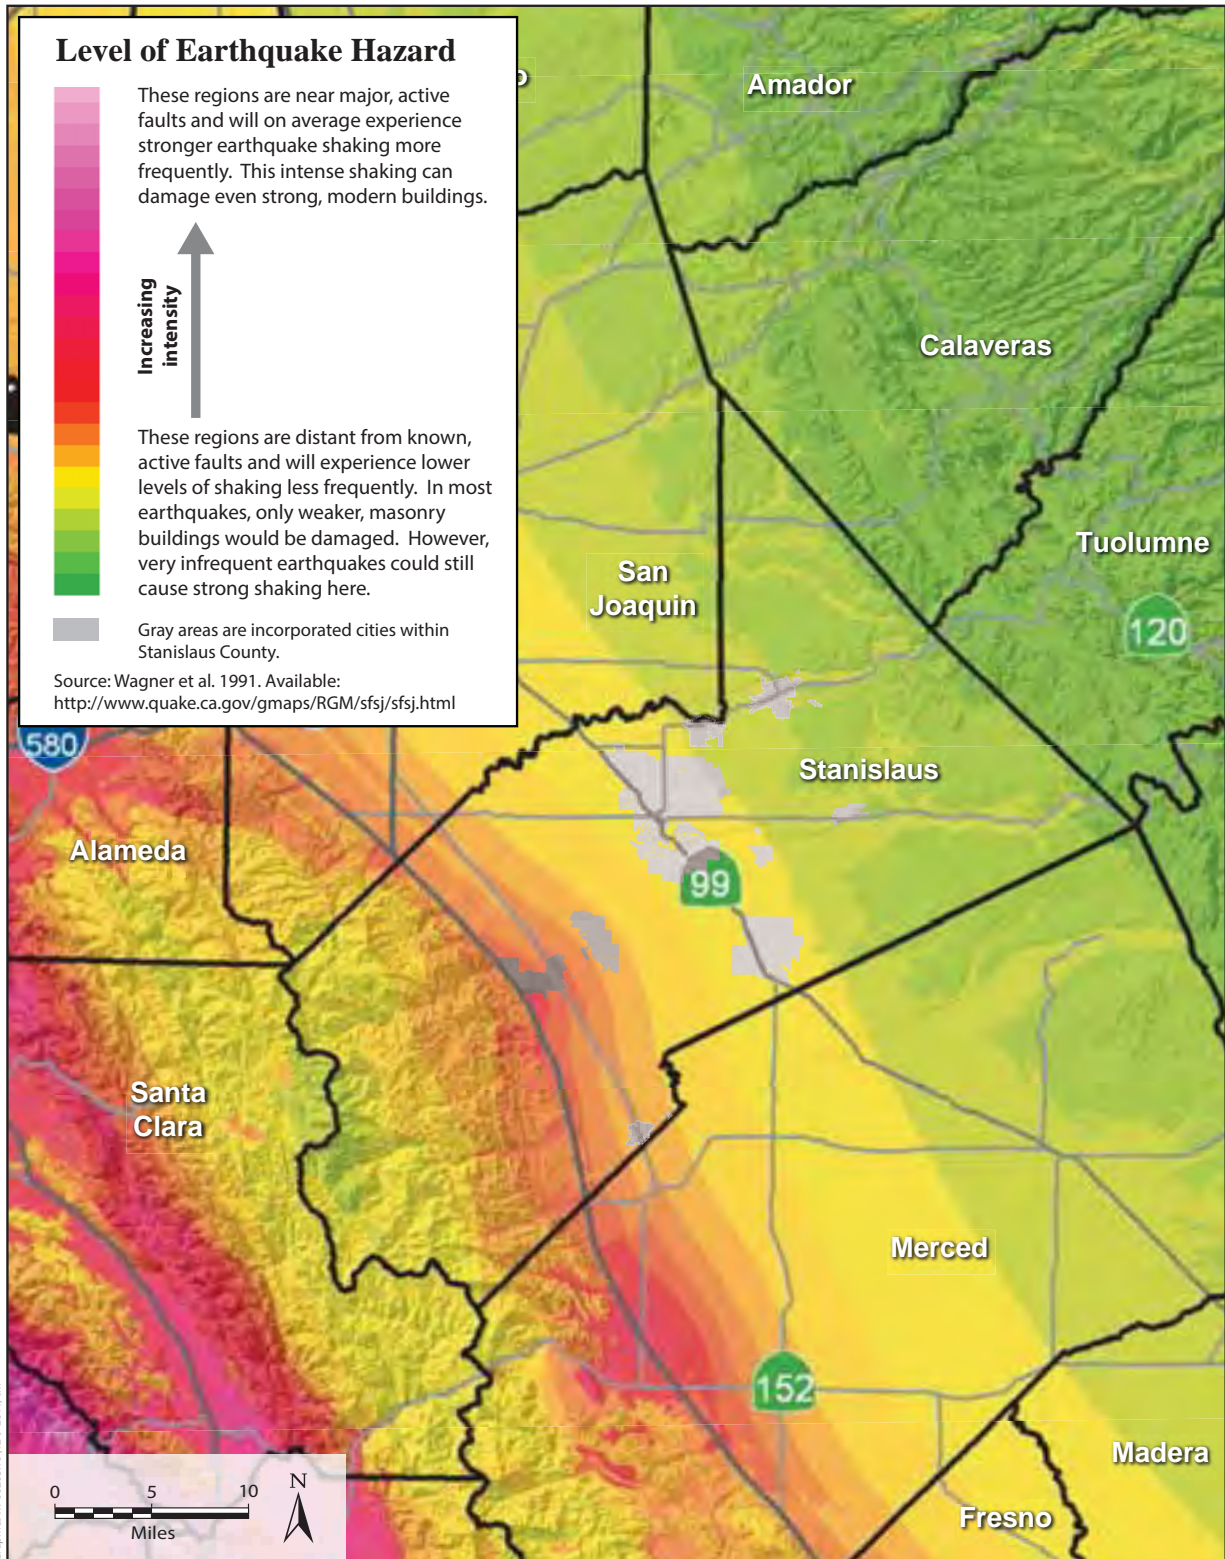 Level of Earthquake Hazard
These regions are near major, active
faults and will on average experience
stronger earthquake shaking more
frequently. This intense shaking can
damage even strong, modern buildings.
Increasing
intensity
These regions are distant from known,
active faults and will experience lower
levels of shaking less frequently. In most
earthquakes, only weaker, masonry
buildings would be damaged. However,
very infrequent earthquakes could still
cause strong shaking here.
Gray areas are incorporated cities within
Stanislaus County.
Source: Wagner et al. 1991. Available:
http://www.quake.ca.gov/gmaps/RGM/sfsj/sfsj.html
Amador
Calaveras
Tuolumne
San
Joaquin
120
580
Stanislaus
Alameda
99
Santa
Clara
Merced
152
Madera
Fresno
0 5 10
Miles
N